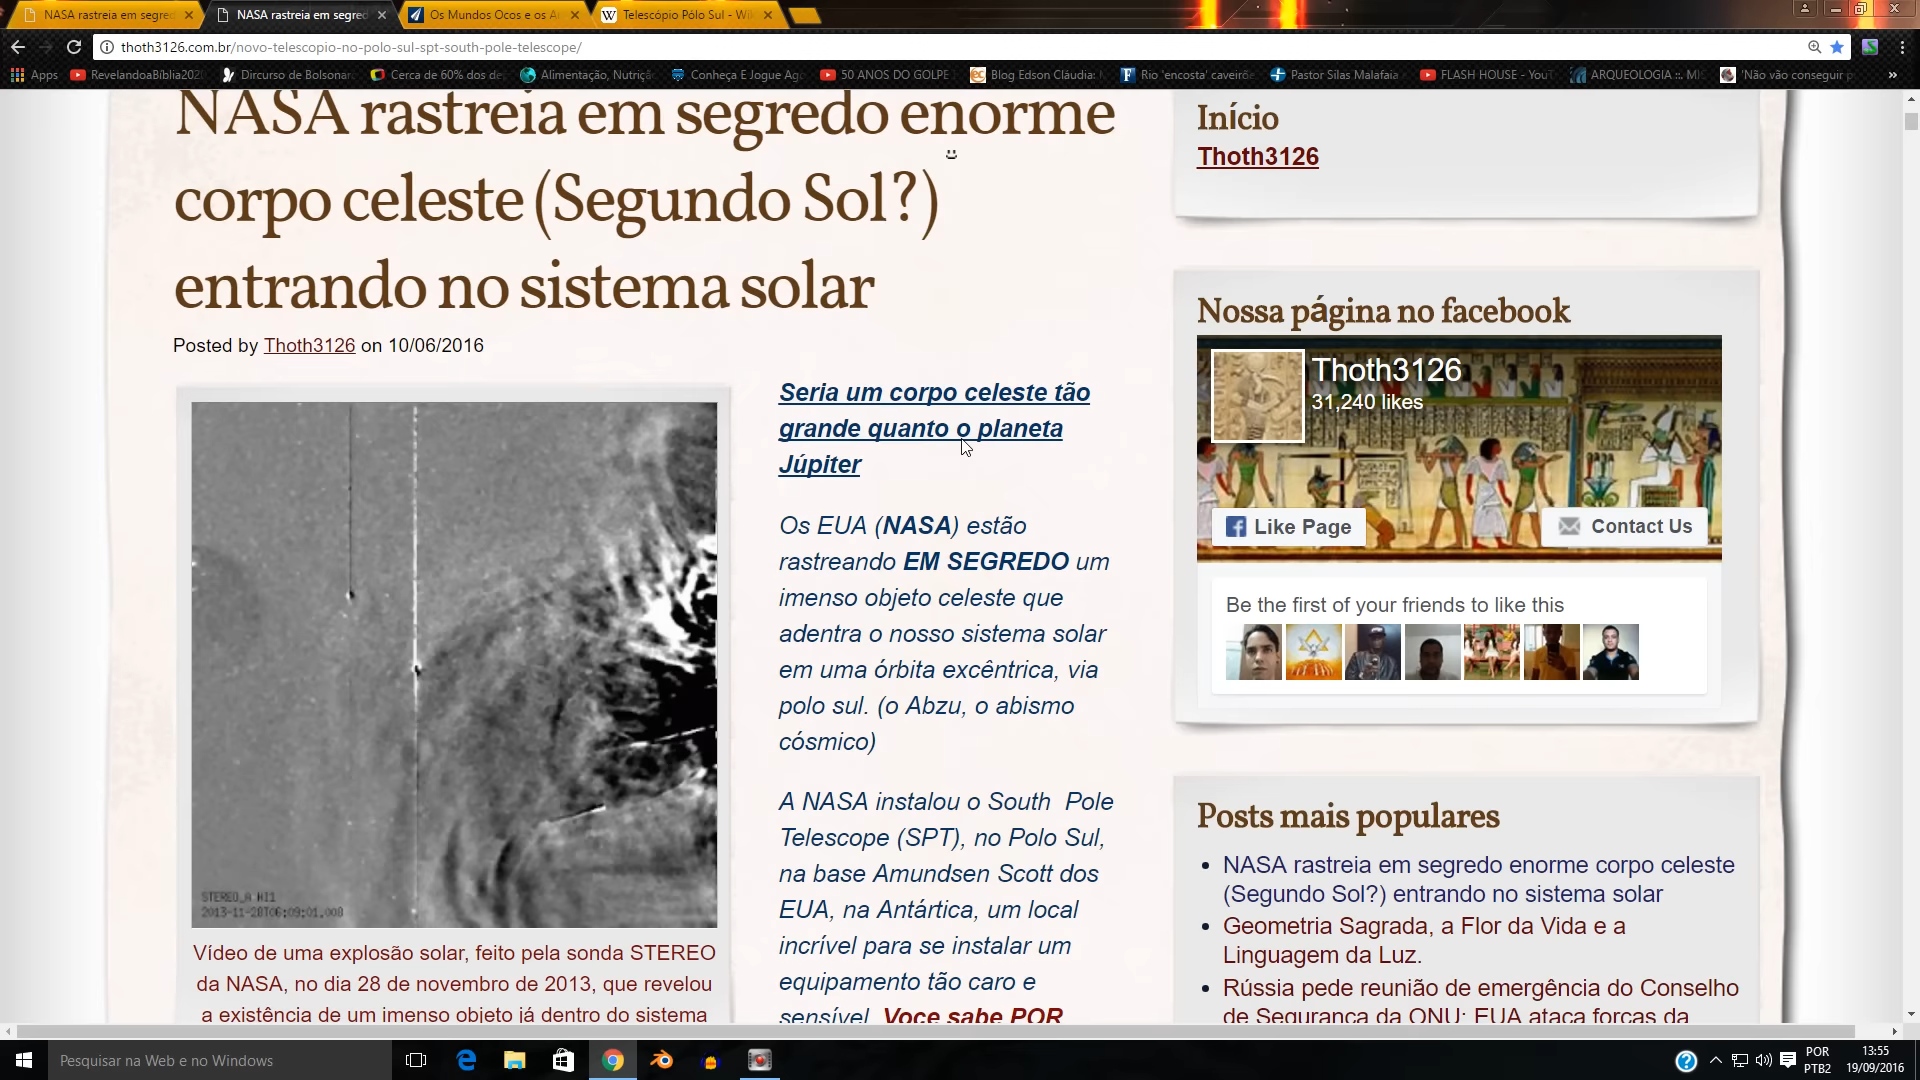 NASA rastreia em segred
NASA rastreia em segred
Os Mundos Ocos e os A
Telescópio Pólo Sul - Wi
thoth3126.com.br/novo-telescopio-no-polo-sul-spt-south-pole-telescope/
Apps
RevelandoaBíblia202
Dircurso de Bolsonar
Cerca de 60% dos de
Alimentação, Nutriçã
Conheça E Jogue Ag
50 ANOS DO GOLPE
Blog Edson Cláudia:
Rio 'encosta' caveirõe
Pastor Silas Malafaia
FLASH HOUSE - YouT
ARQUEOLOGIA ::. MI
'Não vão conseguir p
NASA rastreia em segredo enorme
corpo celeste (Segundo Sol?)
entrando no sistema solar
Posted by Thoth3126 on 10/06/2016
STEREO_A HI1
2013-11-28T06:09:01.008
Vídeo de uma explosão solar, feito pela sonda STEREO
da NASA, no dia 28 de novembro de 2013, que revelou
a existência de um imenso objeto já dentro do sistema
Seria um corpo celeste tão
grande quanto o planeta
Júpiter
Os EUA (NASA) estão
rastreando EM SEGREDO um
imenso objeto celeste que
adentra o nosso sistema solar
em uma órbita excêntrica, via
polo sul. (o Abzu, o abismo
cósmico)
A NASA instalou o South Pole
Telescope (SPT), no Polo Sul,
na base Amundsen Scott dos
EUA, na Antártica, um local
incrível para se instalar um
equipamento tão caro e
sensível. Voce sabe POR
Início
Thoth3126
Nossa página no facebook
Thoth3126
31,240 likes
Like Page
Contact Us
Be the first of your friends to like this
Posts mais populares
NASA rastreia em segredo enorme corpo celeste
(Segundo Sol?) entrando no sistema solar
Geometria Sagrada, a Flor da Vida e a
Linguagem da Luz.
Rússia pede reunião de emergência do Conselho
de Segurança da ONU: EUA ataca forças da
Pesquisar na Web e no Windows
POR
PTB2
13:55
19/09/2016